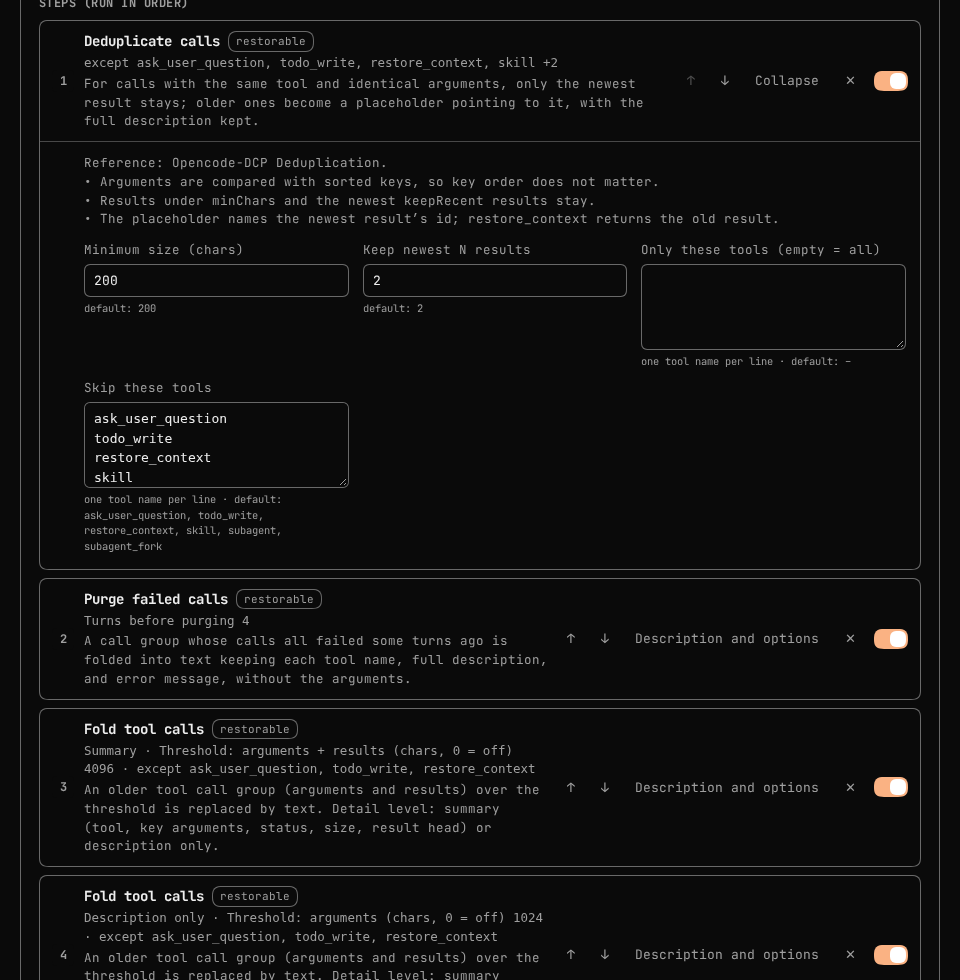 STEPS (RUN IN ORDER)
Deduplicate calls restorable
except ask_user_question, todo_write, restore_context, skill +2
1 For calls with the same tool and identical arguments, only the newest ↑ ↓ Collapse ×
result stays; older ones become a placeholder pointing to it, with the
full description kept.
Reference: Opencode-DCP Deduplication.
• Arguments are compared with sorted keys, so key order does not matter.
• Results under minChars and the newest keepRecent results stay.
• The placeholder names the newest result’s id; restore_context returns the old result.
Minimum size (chars) Keep newest N results Only these tools (empty = all)
200 2
default: 200 default: 2
one tool name per line · default: –
Skip these tools
ask_user_question
todo_write
restore_context
skill
one tool name per line · default:
ask_user_question, todo_write,
restore_context, skill, subagent,
subagent_fork
Purge failed calls restorable
Turns before purging 4
2 A call group whose calls all failed some turns ago is ↑ ↓ Description and options ×
folded into text keeping each tool name, full description,
and error message, without the arguments.
Fold tool calls restorable
Summary · Threshold: arguments + results (chars, 0 = off)
4096 · except ask_user_question, todo_write, restore_context
3 An older tool call group (arguments and results) over the ↑ ↓ Description and options ×
threshold is replaced by text. Detail level: summary
(tool, key arguments, status, size, result head) or
description only.
Fold tool calls restorable
Description only · Threshold: arguments (chars, 0 = off) 1024
· except ask_user_question, todo_write, restore_context
4 An older tool call group (arguments and results) over the ↑ ↓ Description and options ×
threshold is replaced by text. Detail level: summary